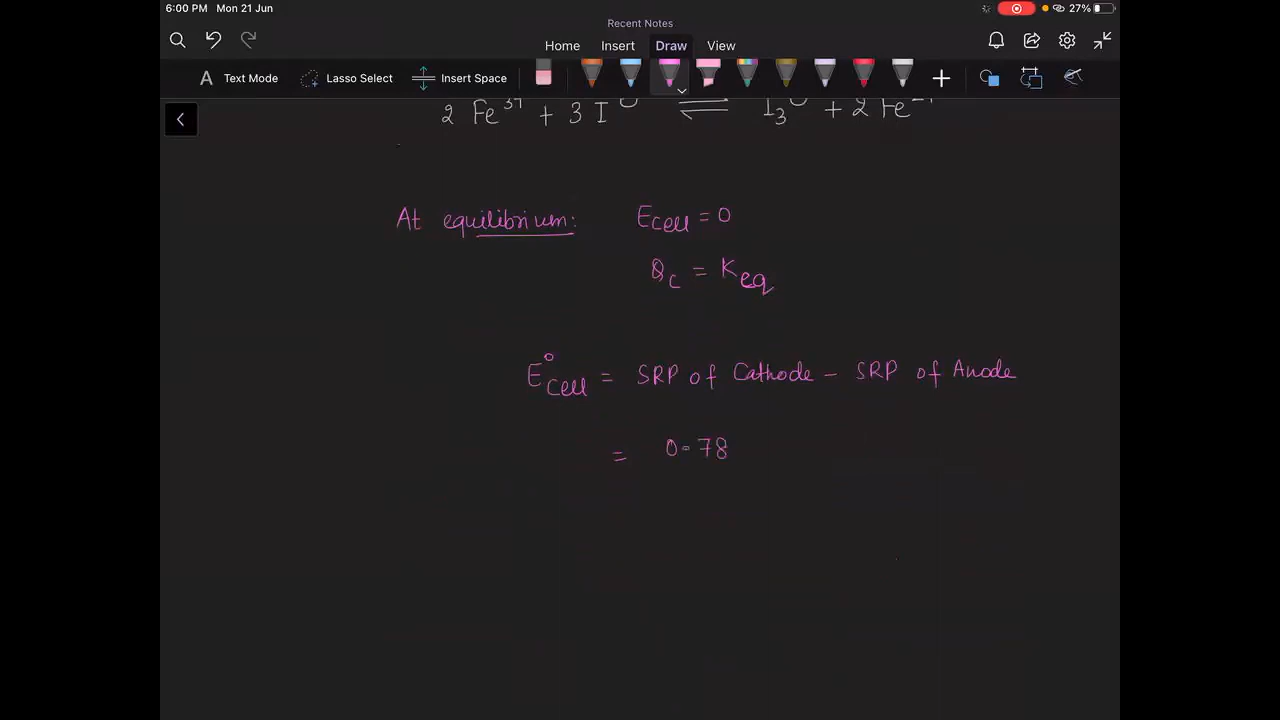 6:00 PM Mon 21 Jun
27%
Recent Notes
Home Insert Draw View
A Text Mode Lasso Select Insert Space
2 Fe³⁺ + 3 I⊖ ⇌ I₃⊖ + 2 Fe²⁺
At equilibrium: Ecell = 0
Qc = Keq
E°cell = SRP of Cathode – SRP of Anode
= 0.78